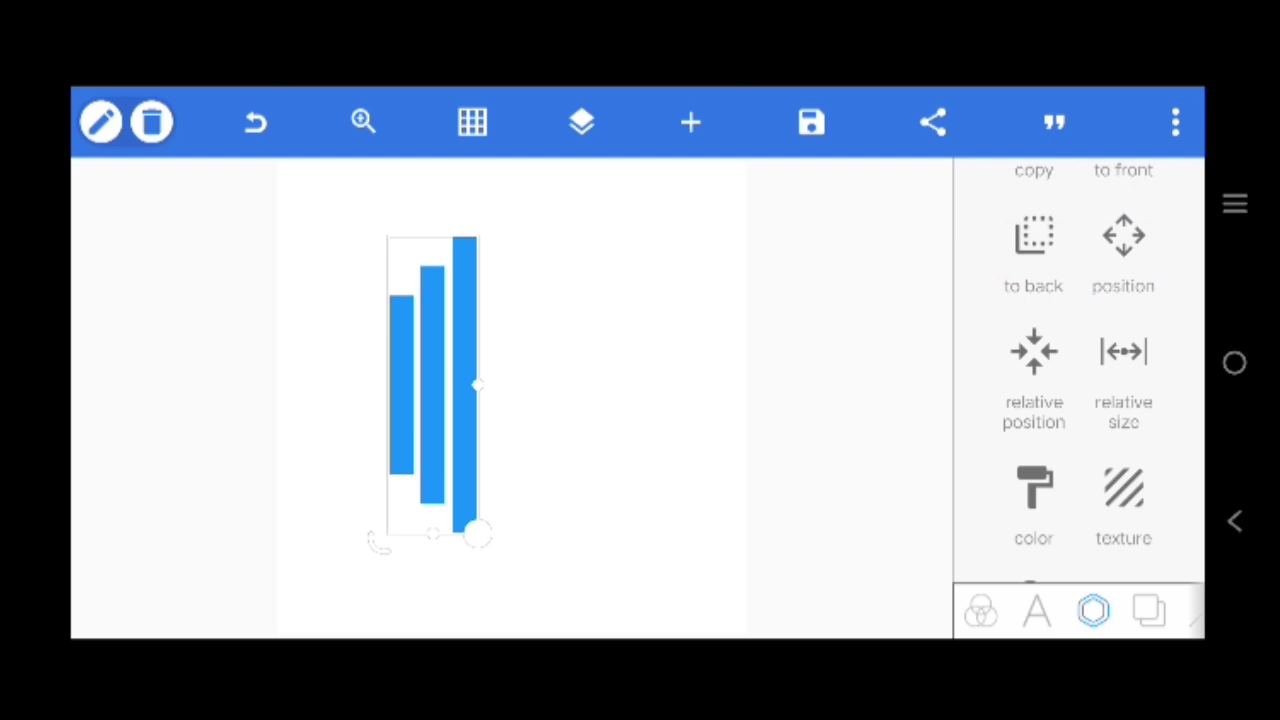 copy to front
to back position
relative position relative size
color texture